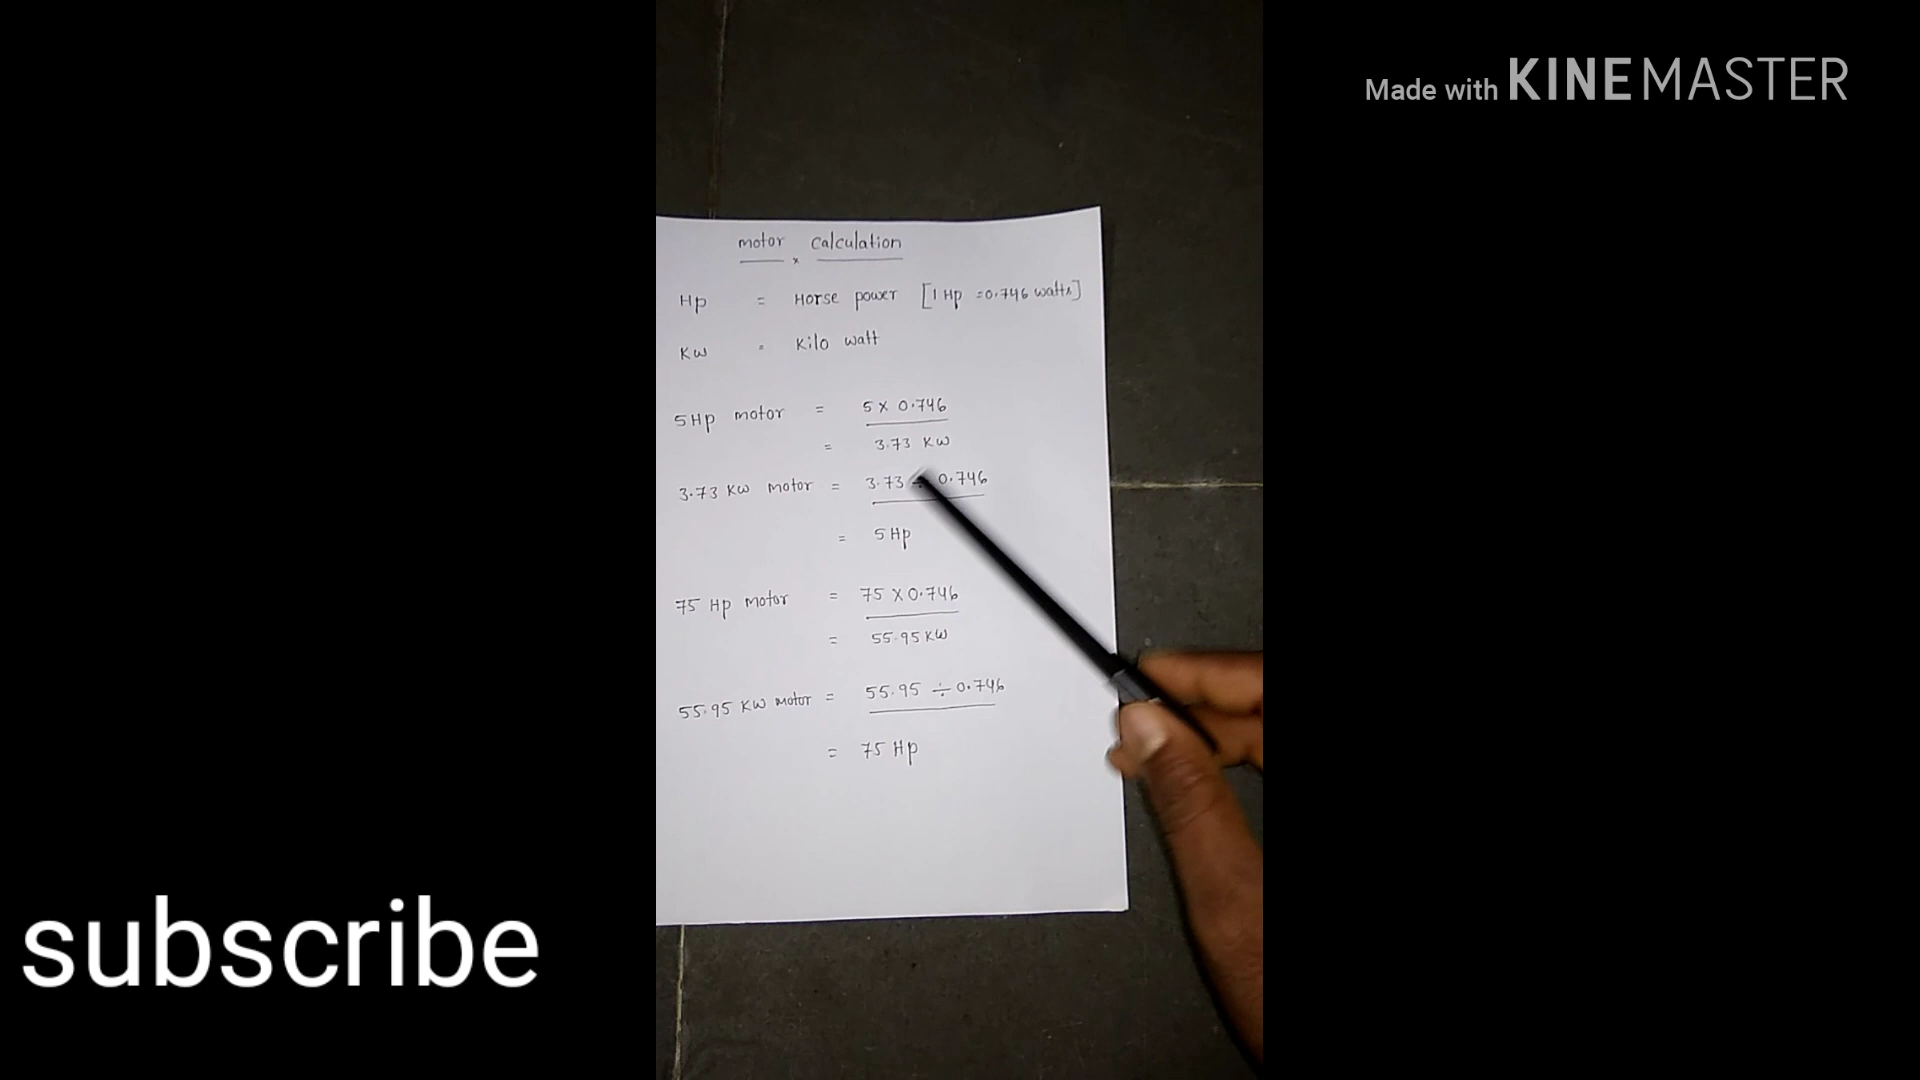 Made with KINEMASTER
motor calculation
x
Hp = Horse power [1 Hp = 0.746 watts]
Kw = Kilo watt
5Hp motor = 5 x 0.746
= 3.73 Kw
3.73 Kw motor = 3.73 ÷ 0.746
= 5 Hp
75 Hp motor = 75 X 0.746
= 55.95 KW
55.95 KW motor = 55.95 ÷ 0.746
= 75 Hp
subscribe